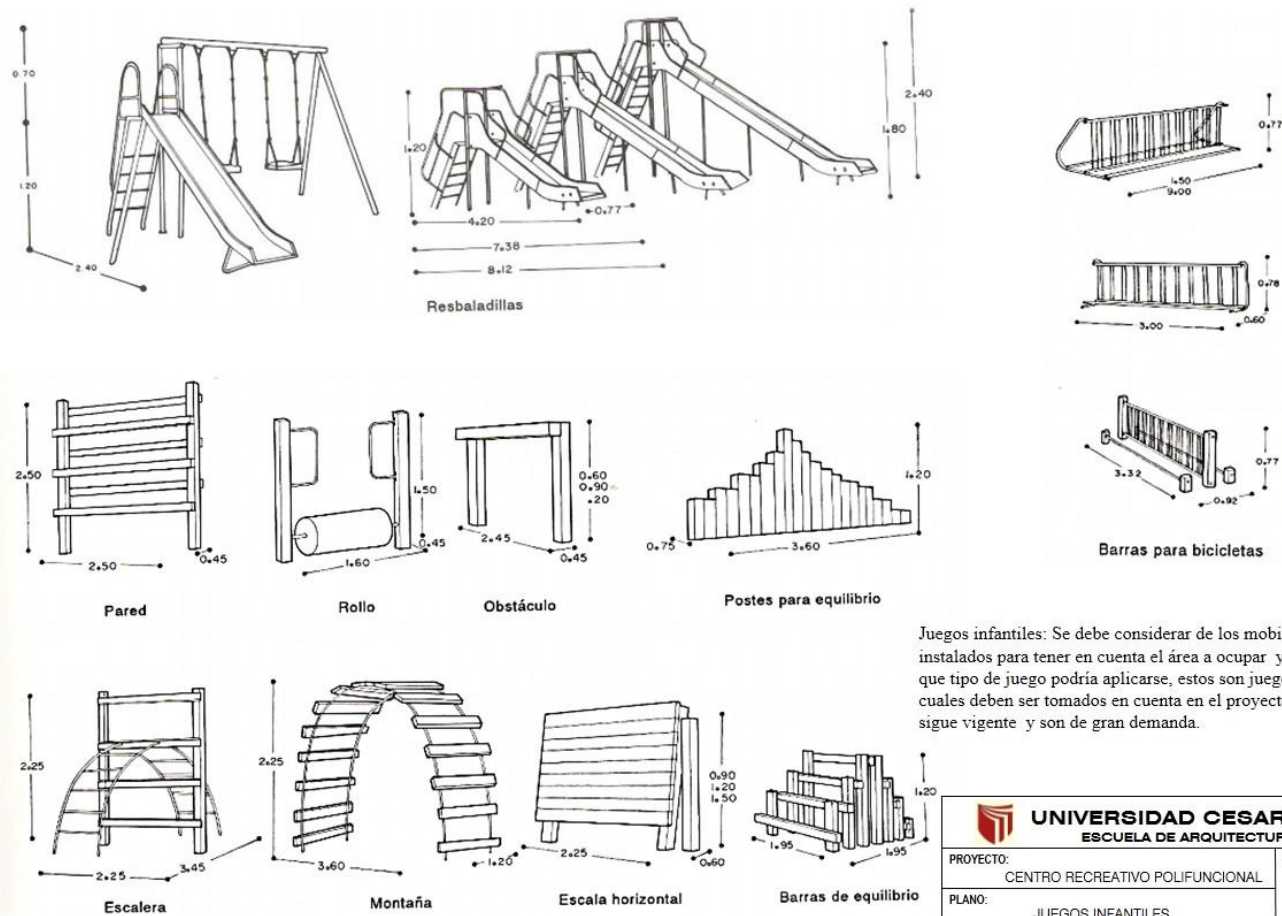 0.70
1.20
2.40
1.20
4.20
0.77
7.38
8.12
1.80
2.40
Resbaladillas
0.77
1.50
9.00
0.78
3.00
0.60
3.32
0.77
0.92
Barras para bicicletas
2.50
2.50
0.45
Pared
1.50
0.45
1.60
Rollo
0.60
0.90
.20
2.45
0.45
Obstáculo
1.20
0.75
3.60
Postes para equilibrio
Juegos infantiles: Se debe considerar de los
instalados para tener en cuenta el área a ocupar y
que tipo de juego podría aplicarse, estos son
cuales deben ser tomados en cuenta en el
sigue vigente y son de gran demanda.
2.25
2.25
3.45
Escalera
2.25
3.60
1.20
Montaña
0.90
1.20
1.50
2.25
0.60
Escala horizontal
1.20
1.95
1.95
Barras de equilibrio
UNIVERSIDAD CESAR
ESCUELA DE
PROYECTO:
CENTRO RECREATIVO POLIFUNCIONAL
PLANO:
JUEGOS INFANTILES